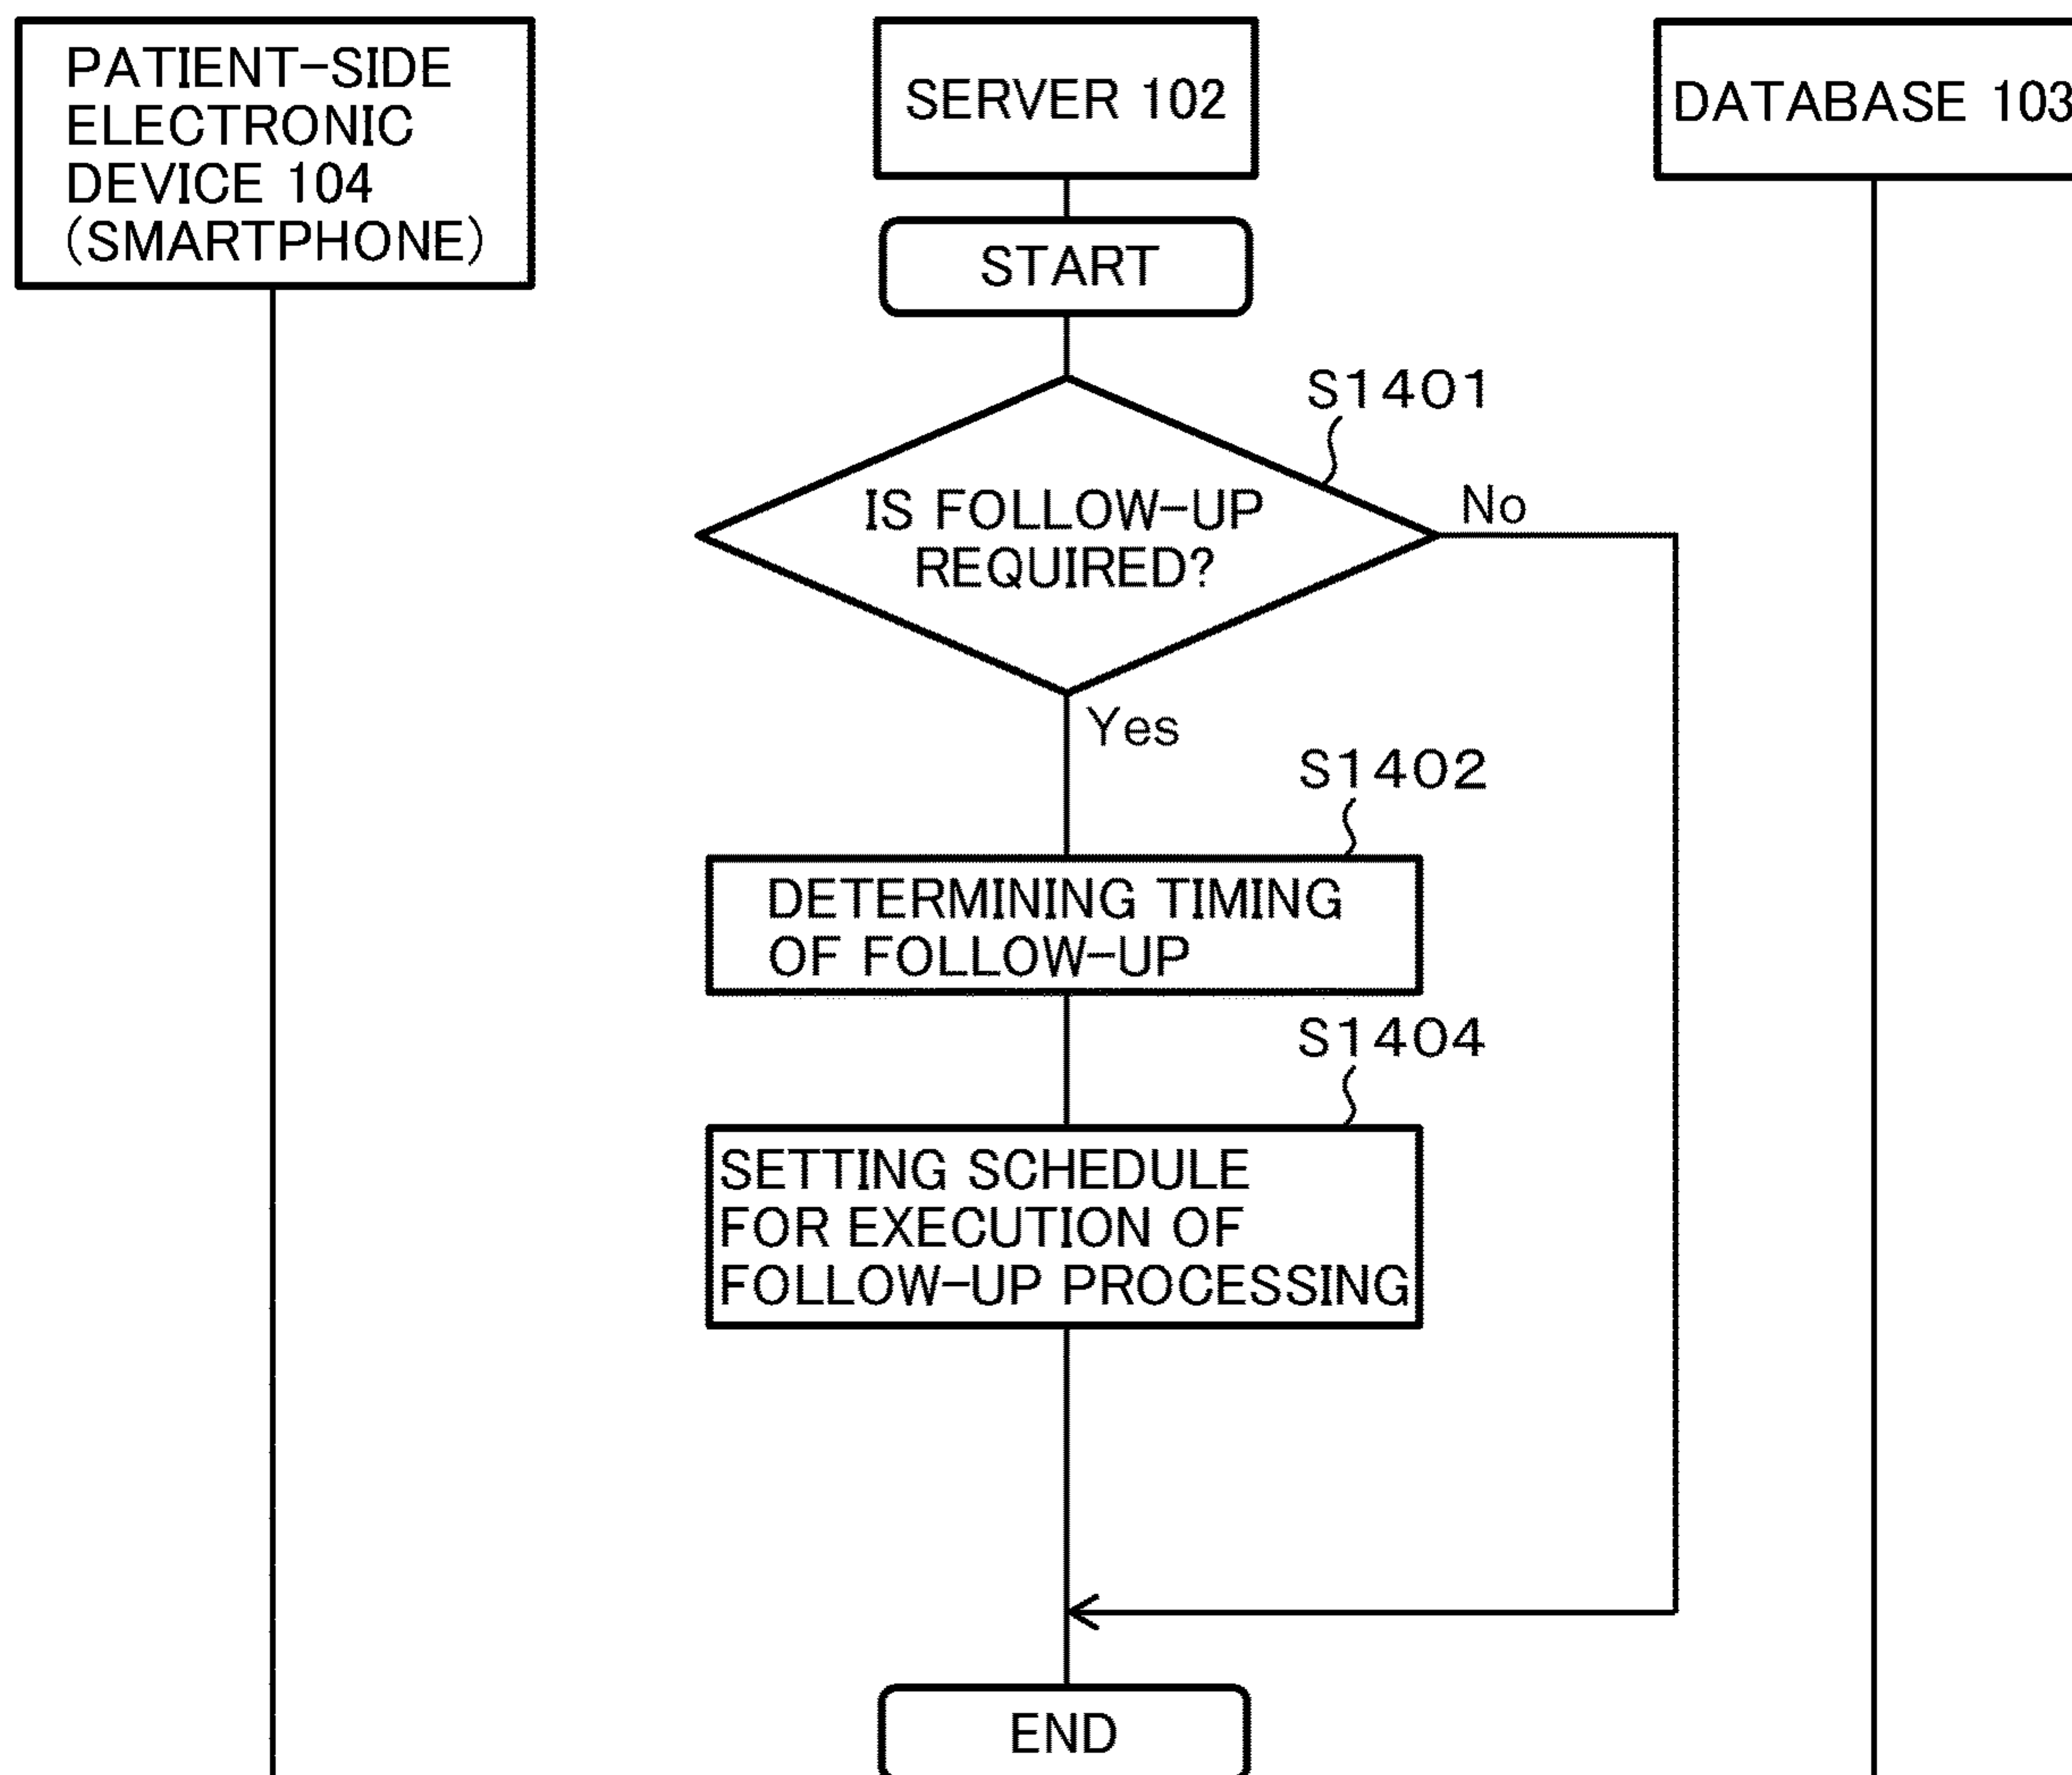 PATIENT-SIDE
ELECTRONIC
DEVICE 104
(SMARTPHONE)
SERVER 102
DATABASE 103
START
S1401
IS FOLLOW-UP
REQUIRED?
No
Yes
S1402
DETERMINING TIMING
OF FOLLOW-UP
S1404
SETTING SCHEDULE
FOR EXECUTION OF
FOLLOW-UP PROCESSING
END